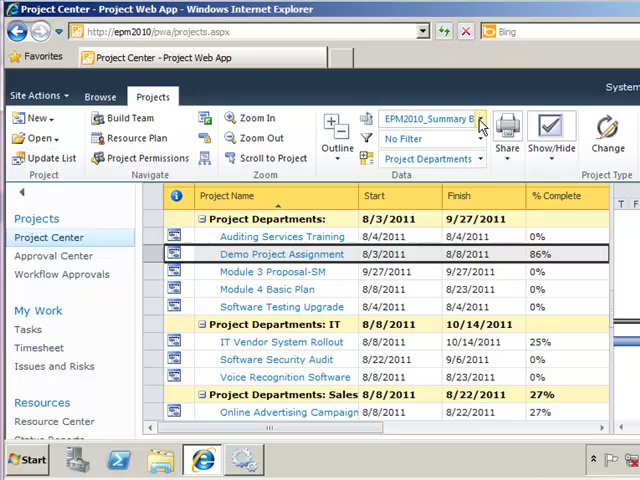 Project Center - Project Web App - Windows Internet Explorer
http://epm2010/pwa/projects.aspx
Bing
Favorites
Project Center - Project Web App
System
Site Actions
Browse
Projects
New
Build Team
Zoom In
EPM2010_Summary B
Open
Resource Plan
Zoom Out
No Filter
Update List
Project Permissions
Scroll to Project
Outline
Project Departments
Share
Show/Hide
Change
Project
Navigate
Data
Project Type
Project Name
Start
Finish
% Complete
T
F
Projects
Project Center
Approval Center
Workflow Approvals
My Work
Tasks
Timesheet
Issues and Risks
Resources
Resource Center
Status Reports
Project Departments: 8/3/2011 9/27/2011
Auditing Services Training 8/4/2011 8/4/2011 0%
Demo Project Assignment 8/3/2011 8/8/2011 86%
Module 3 Proposal-SM 9/27/2011 9/27/2011 0%
Module 4 Basic Plan 8/8/2011 8/8/2011 0%
Software Testing Upgrade 8/4/2011 8/4/2011 0%
Project Departments: IT 8/8/2011 10/14/2011
IT Vendor System Rollout 8/8/2011 10/14/2011 25%
Software Security Audit 8/22/2011 9/6/2011 0%
Voice Recognition Software 8/8/2011 8/23/2011 0%
Project Departments: Sales 8/8/2011 8/22/2011 27%
Online Advertising Campaign 8/8/2011 8/22/2011 27%
Start